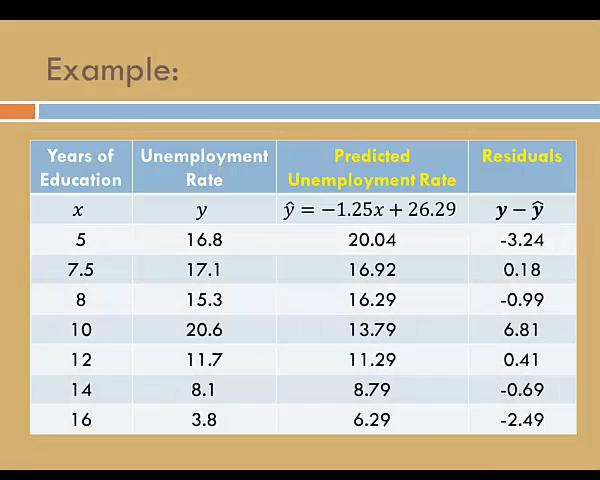 Example:
Years of Education Unemployment Rate Predicted Unemployment Rate Residuals
x y ŷ = −1.25x + 26.29 y − ŷ
5 16.8 20.04 -3.24
7.5 17.1 16.92 0.18
8 15.3 16.29 -0.99
10 20.6 13.79 6.81
12 11.7 11.29 0.41
14 8.1 8.79 -0.69
16 3.8 6.29 -2.49